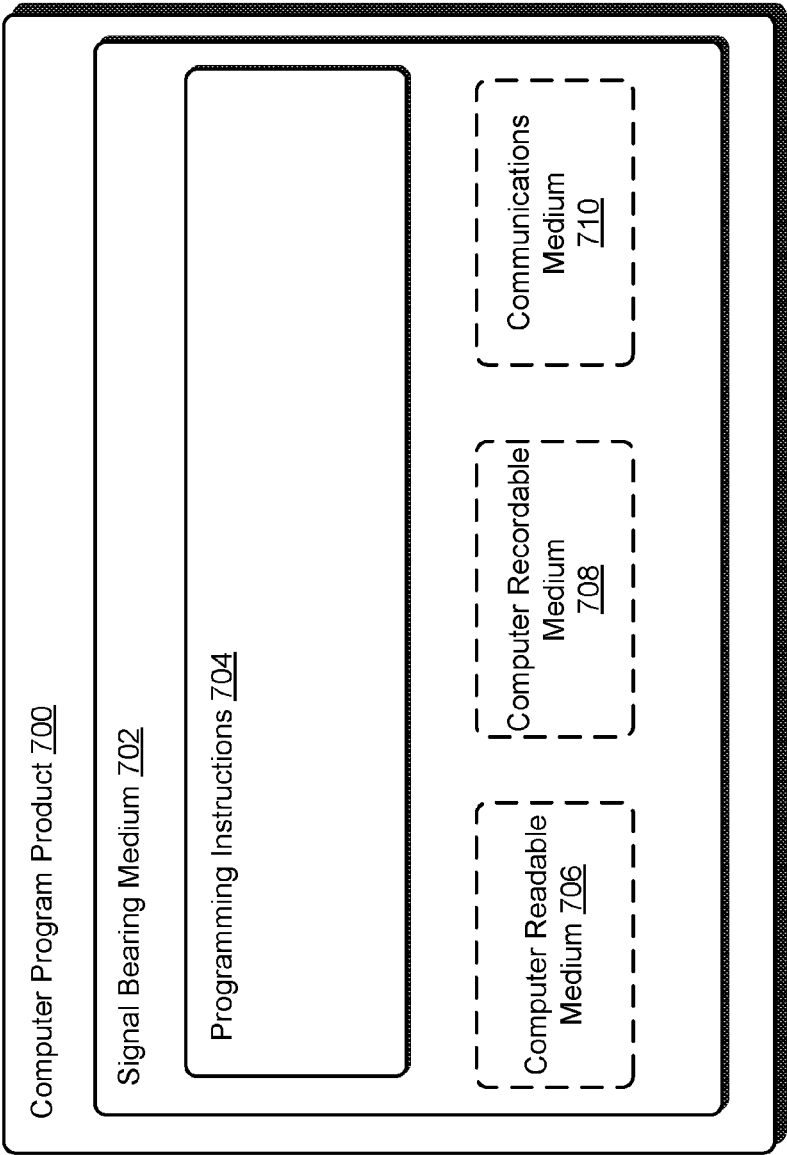 Computer Program Product 700
Signal Bearing Medium 702
Programming Instructions 704
Computer Readable
Medium 706
Computer Recordable
Medium
708
Communications
Medium
710